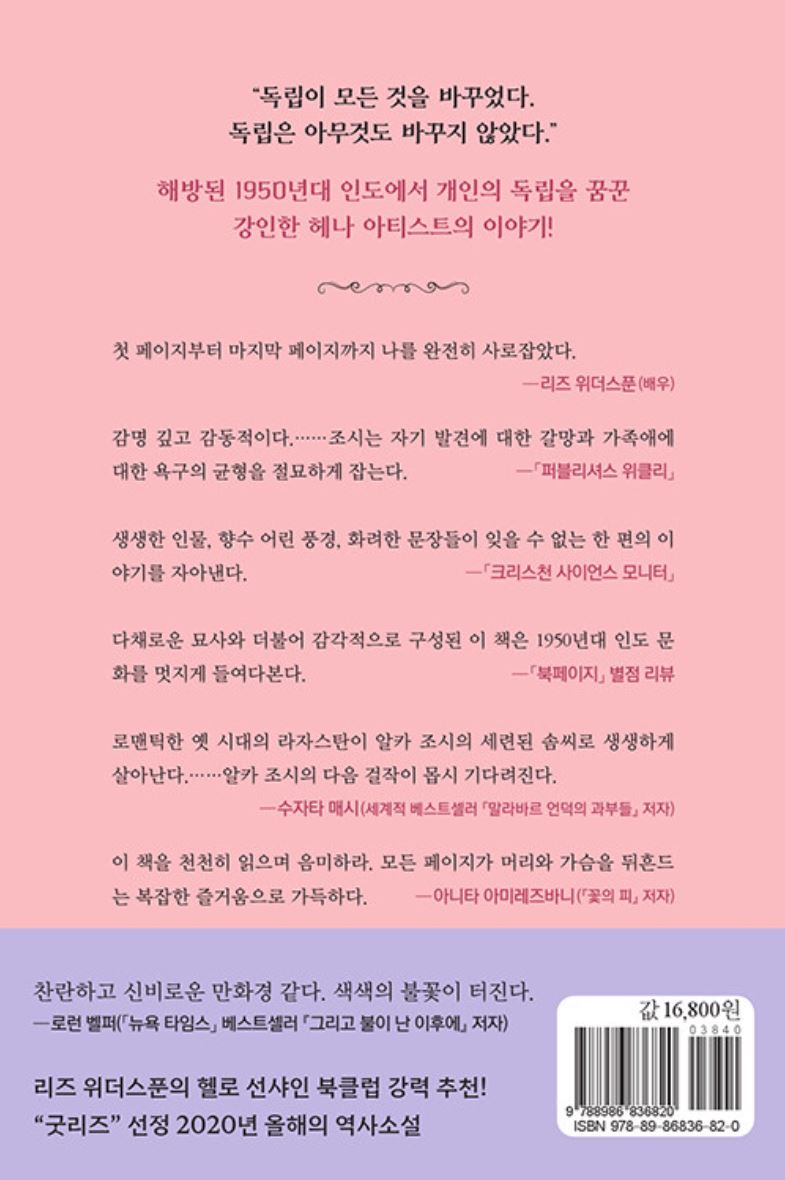 “독립이 모든 것을 바꾸었다.
독립은 아무것도 바꾸지 않았다.”
해방된 1950년대 인도에서 개인의 독립을 꿈꾼
강인한 헤나 아티스트의 이야기!
첫 페이지부터 마지막 페이지까지 나를 완전히 사로잡았다.
—리즈 위더스푼(배우)
감명 깊고 감동적이다.……조시는 자기 발견에 대한 갈망과 가족애에
대한 욕구의 균형을 절묘하게 잡는다. —「퍼블리셔스 위클리」
생생한 인물, 향수 어린 풍경, 화려한 문장들이 잊을 수 없는 한 편의 이
야기를 자아낸다. —「크리스천 사이언스 모니터」
다채로운 묘사와 더불어 감각적으로 구성된 이 책은 1950년대 인도 문
화를 멋지게 들여다본다. —「북페이지」 별점 리뷰
로맨틱한 옛 시대의 라자스탄이 알카 조시의 세련된 솜씨로 생생하게
살아난다.……알카 조시의 다음 걸작이 몹시 기다려진다.
—수자타 매시(세계적 베스트셀러 『말라바르 언덕의 과부들』 저자)
이 책을 천천히 읽으며 음미하라. 모든 페이지가 머리와 가슴을 뒤흔드
는 복잡한 즐거움으로 가득하다. —아니타 아미레즈바니(『꽃의 피』 저자)
찬란하고 신비로운 만화경 같다. 색색의 불꽃이 터진다.
—로런 벨퍼(「뉴욕 타임스」 베스트셀러 『그리고 불이 난 이후에』 저자)
리즈 위더스푼의 헬로 선샤인 북클럽 강력 추천!
“굿리즈” 선정 2020년 올해의 역사소설
값 16,800원
03840
9 788986 836820
ISBN 978-89-86836-82-0